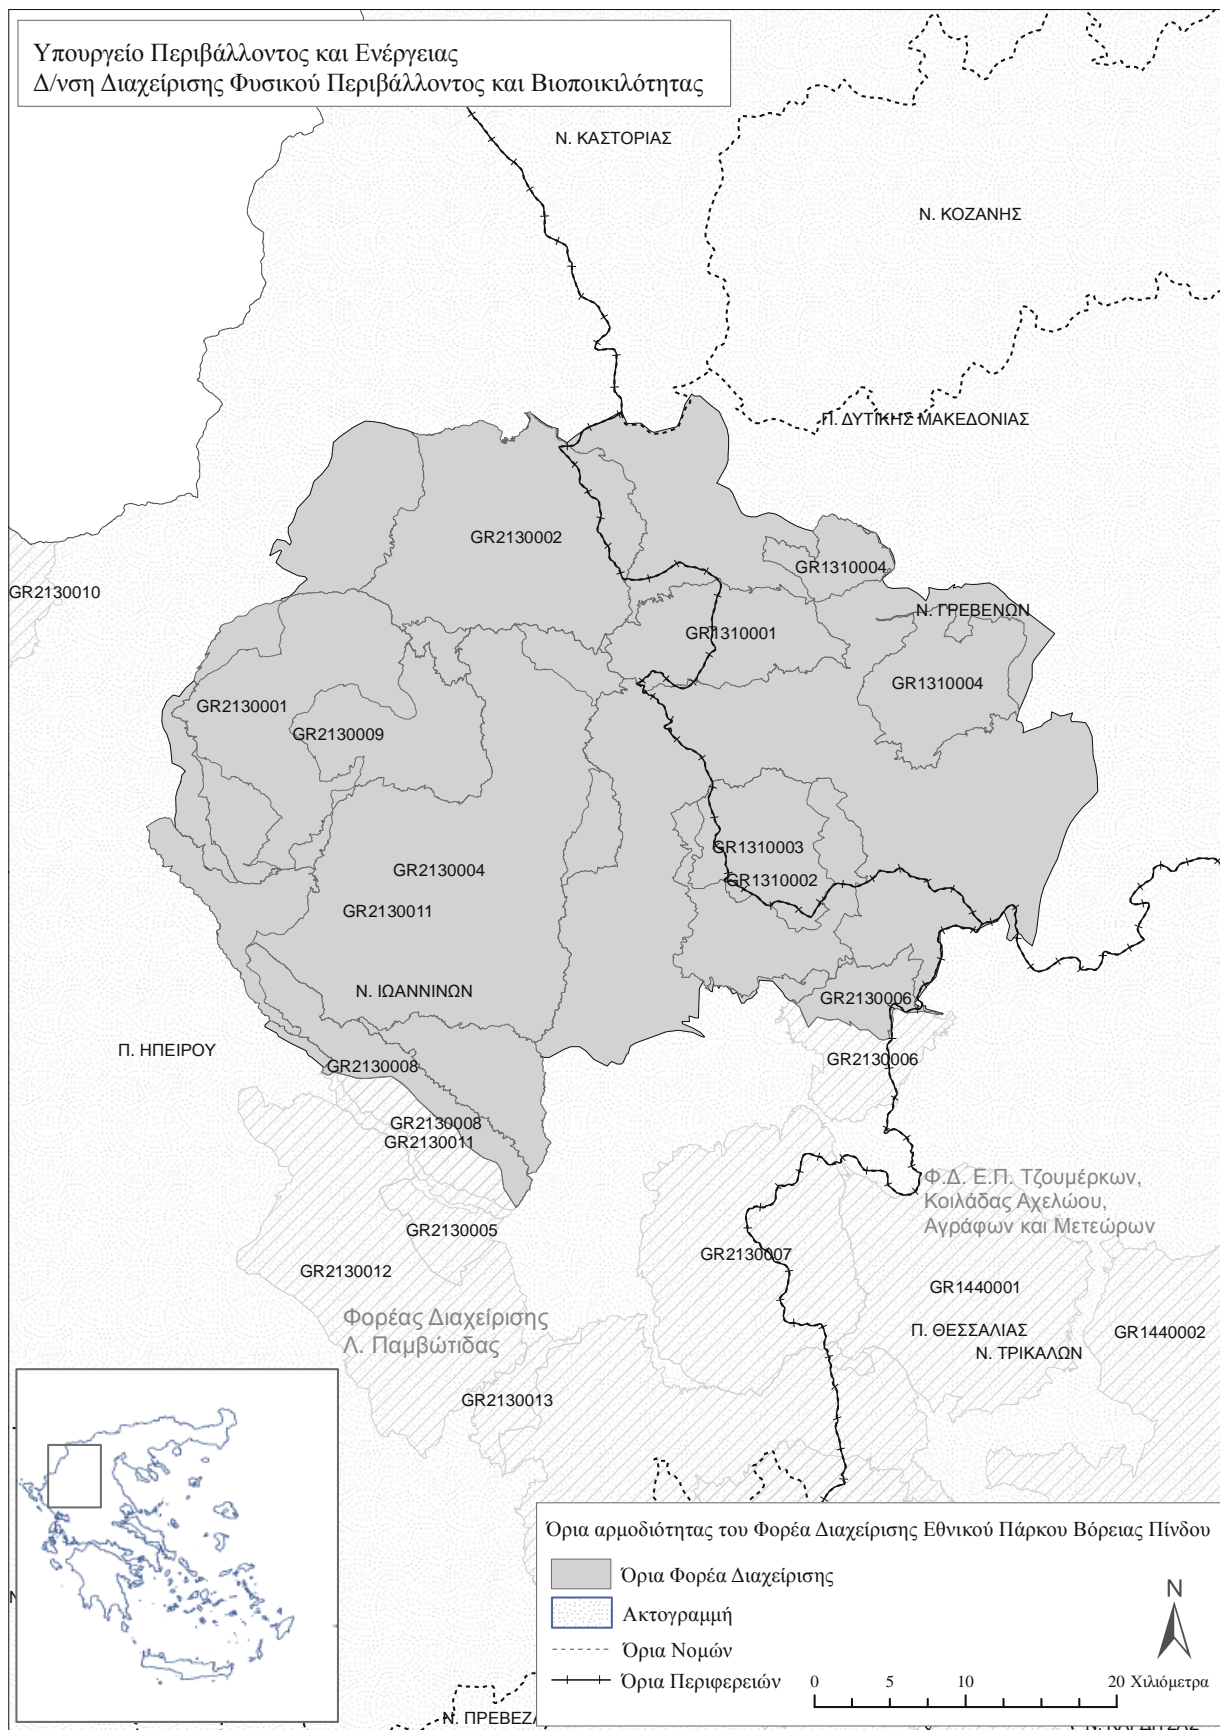 Υπουργείο Περιβάλλοντος και Ενέργειας
Δ/νση Διαχείρισης Φυσικού Περιβάλλοντος και Βιοποικιλότητας
Ν. ΚΑΣΤΟΡΙΑΣ
Ν. ΚΟΖΑΝΗΣ
Π. ΔΥΤΙΚΗΣ ΜΑΚΕΔΟΝΙΑΣ
GR2130002
GR1310004
GR2130010
Ν. ΓΡΕΒΕΝΩΝ
GR1310001
GR1310004
GR2130001
GR2130009
GR1310003
GR2130004
GR1310002
GR2130011
Ν. ΙΩΑΝΝΙΝΩΝ
GR2130006
Π. ΗΠΕΙΡΟΥ
GR2130006
GR2130008
GR2130008
GR2130011
Φ.Δ. Ε.Π. Τζουμέρκων,
Κοιλάδας Αχελώου,
Αγράφων και Μετεώρων
GR2130005
GR2130007
GR2130012
GR1440001
Φορέας Διαχείρισης
Λ. Παμβώτιδας
Π. ΘΕΣΣΑΛΙΑΣ
GR1440002
Ν. ΤΡΙΚΑΛΩΝ
GR2130013
Όρια αρμοδιότητας του Φορέα Διαχείρισης Εθνικού Πάρκου Βόρειας Πίνδου
Όρια Φορέα Διαχείρισης
Ακτογραμμή
Όρια Νομών
Όρια Περιφερειών
N
0 5 10 20 Χιλιόμετρα
Ν. ΠΡΕΒΕΖ